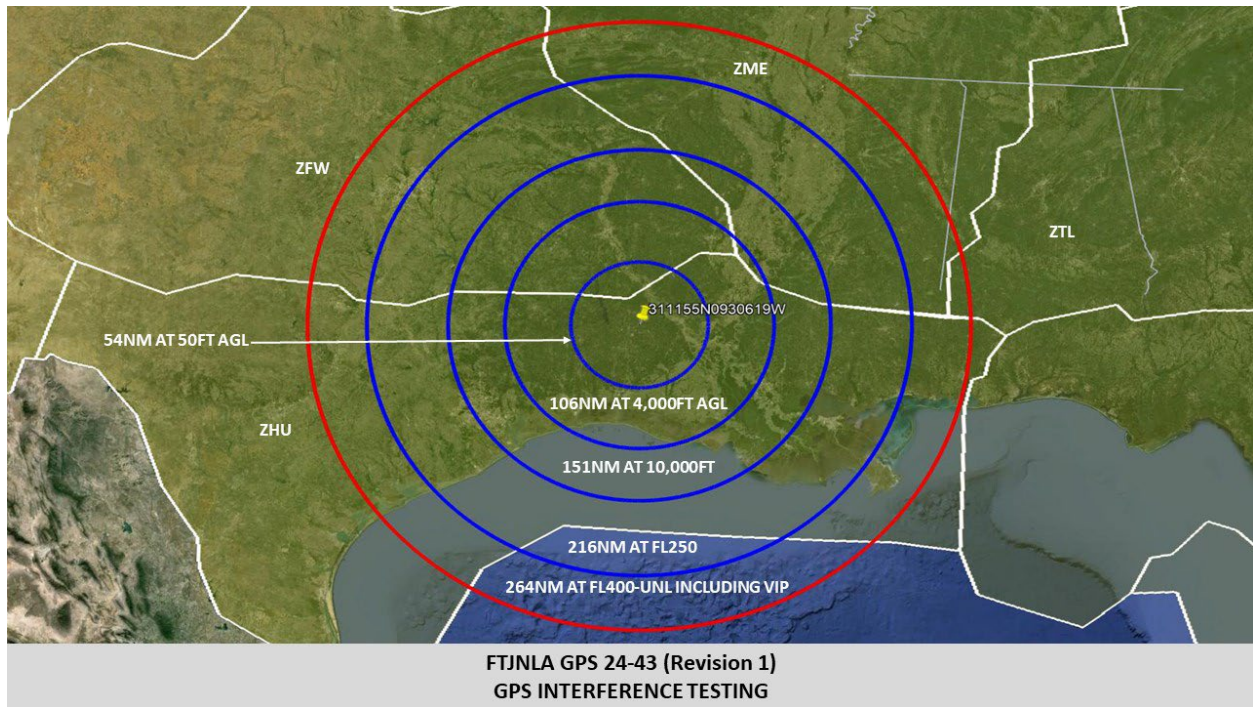 ZME
ZFW
ZTL
311155N0930619W
54NM AT 50FT AGL
106NM AT 4,000FT AGL
ZHU
151NM AT 10,000FT
216NM AT FL250
264NM AT FL400-UNL INCLUDING VIP
FTJNLA GPS 24-43 (Revision 1)
GPS INTERFERENCE TESTING